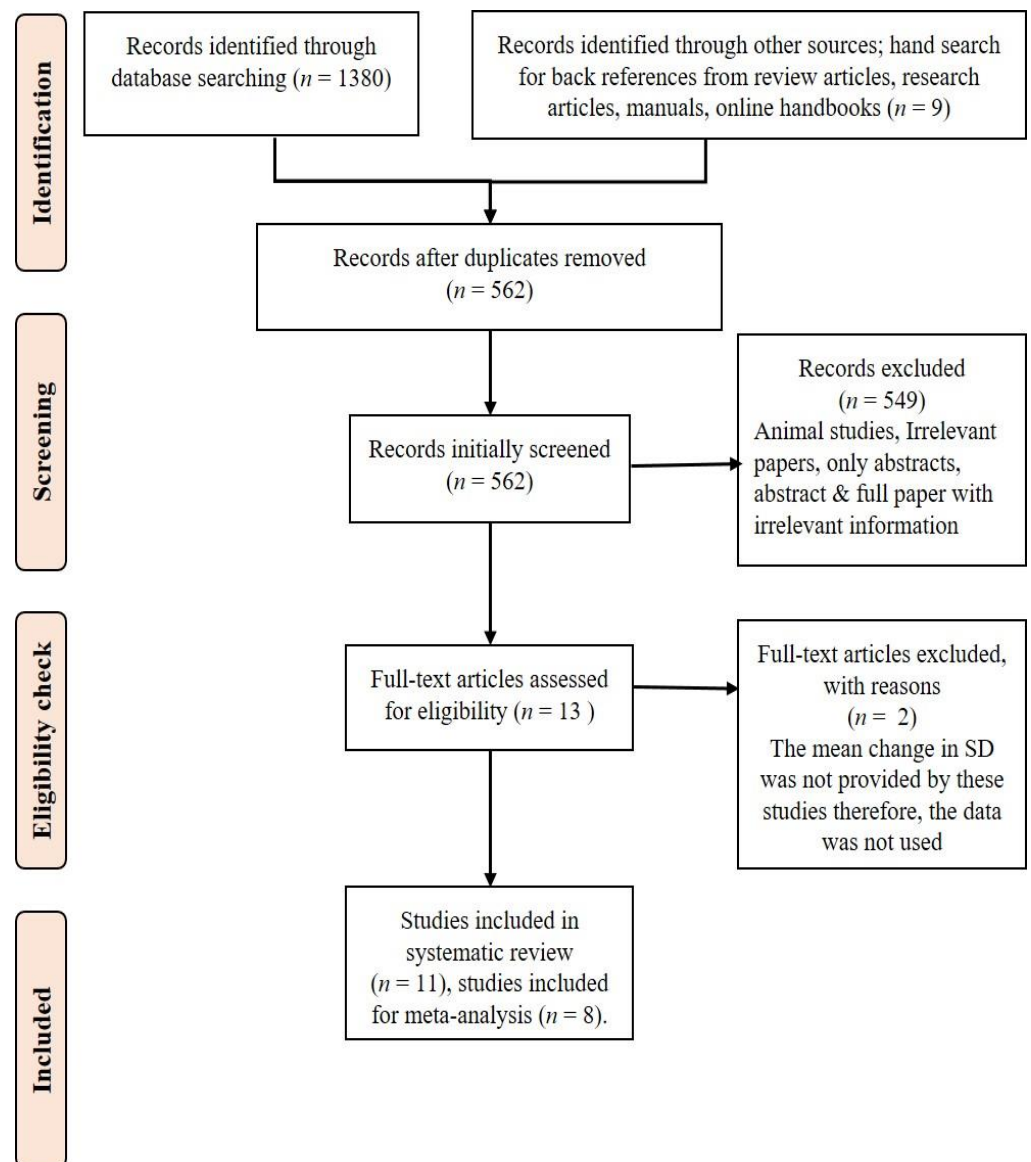 Identification
Records identified through
database searching (n = 1380)
Records identified through other sources; hand search
for back references from review articles, research
articles, manuals, online handbooks (n = 9)
Records after duplicates removed
(n = 562)
Screening
Records initially screened
(n = 562)
Records excluded
(n = 549)
Animal studies, Irrelevant
papers, only abstracts,
abstract & full paper with
irrelevant information
Eligibility check
Full-text articles assessed
for eligibility (n = 13 )
Full-text articles excluded,
with reasons
(n =  2)
The mean change in SD
was not provided by these
studies therefore, the data
was not used
Included
Studies included in
systematic review
(n = 11), studies included
for meta-analysis (n = 8).